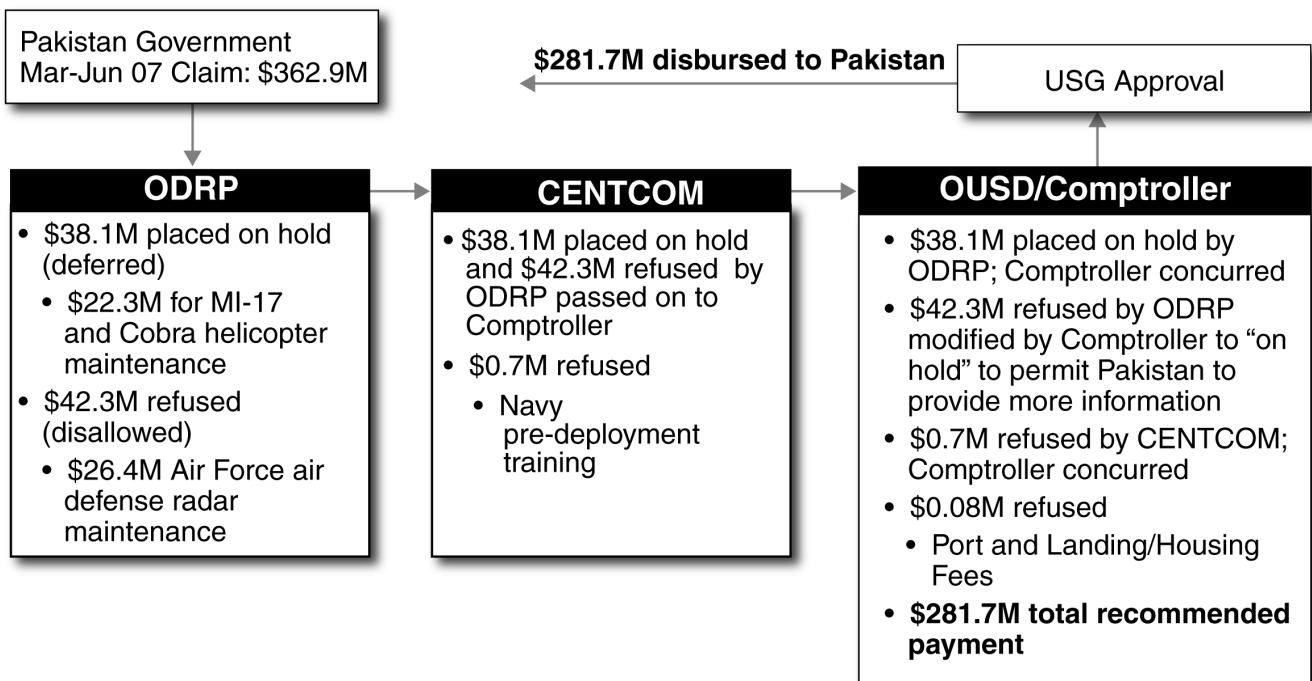 Pakistan Government
Mar-Jun 07 Claim: $362.9M
$281.7M disbursed to Pakistan
USG Approval
ODRP
• $38.1M placed on hold
(deferred)
• $22.3M for MI-17
and Cobra helicopter
maintenance
• $42.3M refused
(disallowed)
• $26.4M Air Force air
defense radar
maintenance
CENTCOM
• $38.1M placed on hold
and $42.3M refused by
ODRP passed on to
Comptroller
• $0.7M refused
• Navy
pre-deployment
training
OUSD/Comptroller
• $38.1M placed on hold by
ODRP; Comptroller concurred
• $42.3M refused by ODRP
modified by Comptroller to “on
hold” to permit Pakistan to
provide more information
• $0.7M refused by CENTCOM;
Comptroller concurred
• $0.08M refused
• Port and Landing/Housing
Fees
• $281.7M total recommended
payment